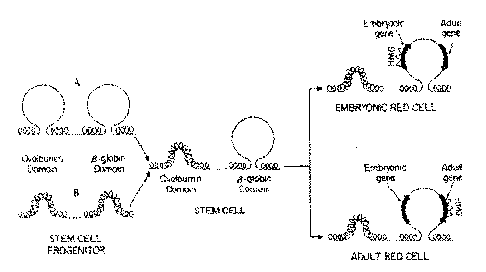 Embryonic
gene
Adult
gene
HMG
EMBRYONIC RED CELL
A
Ovalbumin
Domain
β-globin
Domain
B
STEM CELL
PROGENITOR
Ovalbumin
Domain
β-globin
Domain
STEM CELL
Embryonic
gene
Adult
gene
HMG
ADULT RED CELL